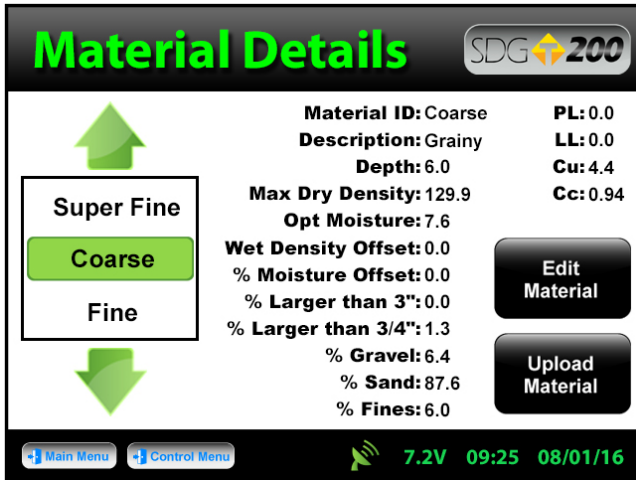 Material Details
SDG 200
Super Fine
Coarse
Fine
Material ID: Coarse
Description: Grainy
Depth: 6.0
Max Dry Density: 129.9
Opt Moisture: 7.6
Wet Density Offset: 0.0
% Moisture Offset: 0.0
% Larger than 3": 0.0
% Larger than 3/4": 1.3
% Gravel: 6.4
% Sand: 87.6
% Fines: 6.0
PL: 0.0
LL: 0.0
Cu: 4.4
Cc: 0.94
Edit
Material
Upload
Material
Main Menu
Control Menu
7.2V 09:25 08/01/16